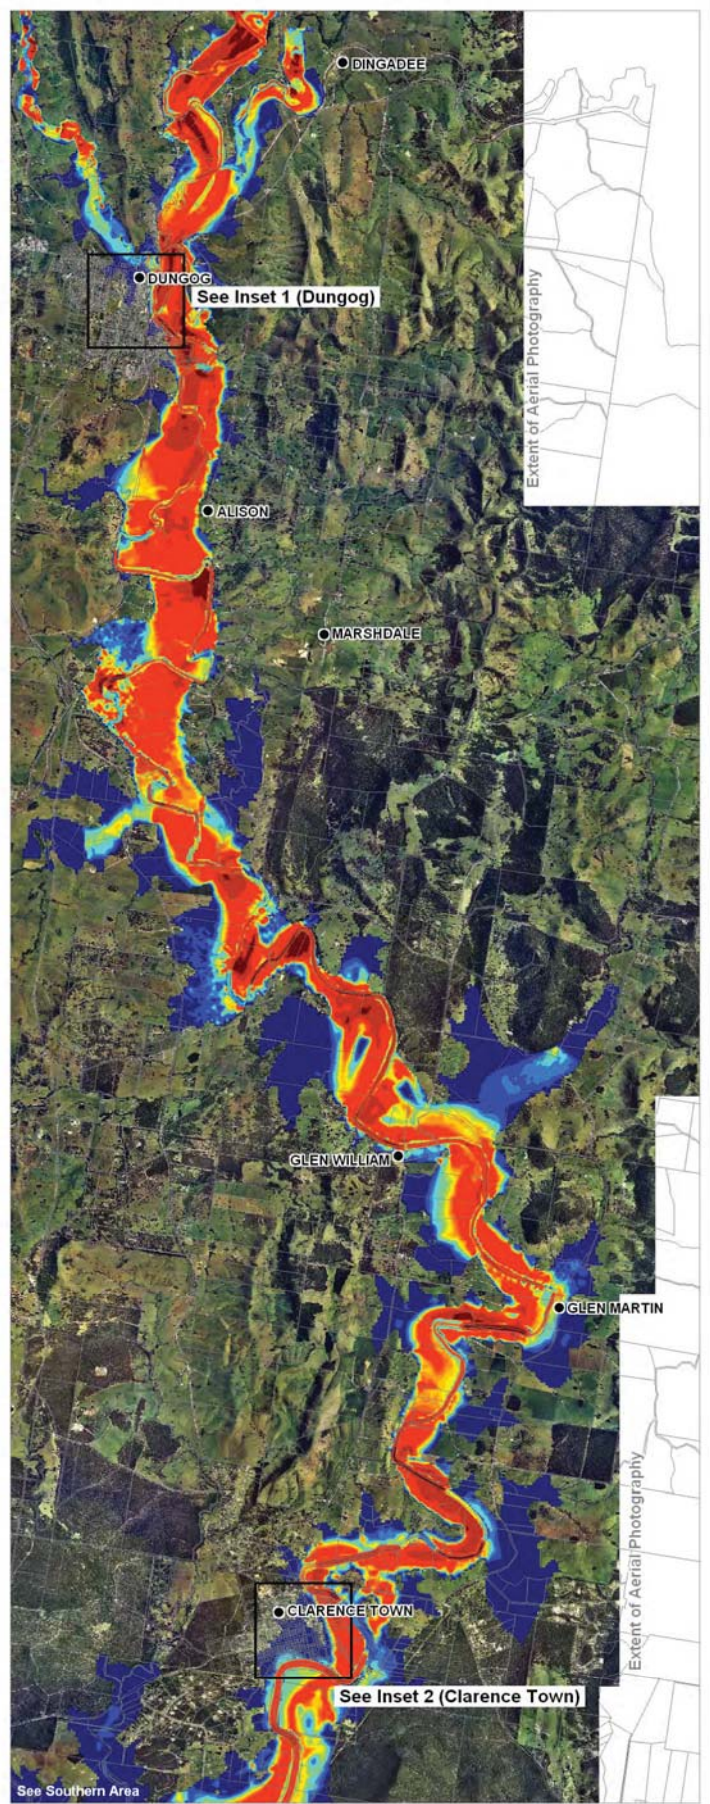 DINGADEE
DUNGOG
See Inset 1 (Dungog)
Extent of Aerial Photography
ALISON
MARSHDALE
GLEN WILLIAM
GLEN MARTIN
Extent of Aerial Photography
CLARENCE TOWN
See Inset 2 (Clarence Town)
See Southern Area